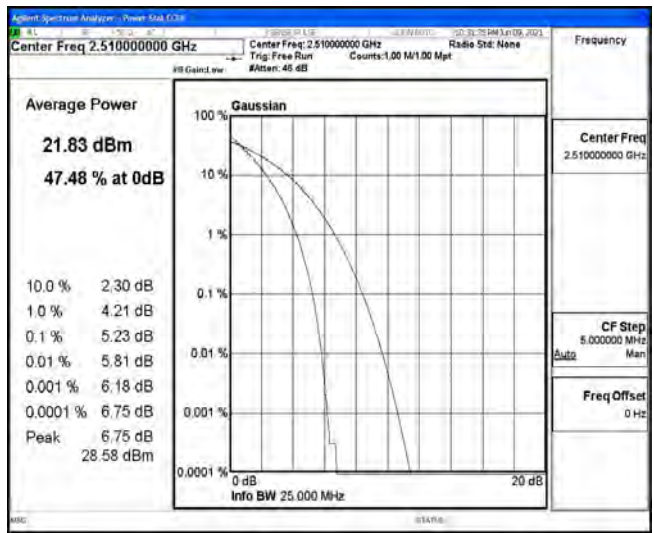 Agilent Spectrum Analyzer - Power Stat CCDF
Center Freq 2.510000000 GHz
Center Freq: 2.510000000 GHz
Radio Std: None
Trig: Free Run
Counts:1.00 M/1.00 Mpt
#IFGain:Low
#Atten: 46 dB
Frequency
Average Power
21.83 dBm
47.48 % at 0dB
10.0 % 2.30 dB
1.0 % 4.21 dB
0.1 % 5.23 dB
0.01 % 5.81 dB
0.001 % 6.18 dB
0.0001 % 6.75 dB
Peak 6.75 dB
28.58 dBm
Gaussian
100 %
10 %
1 %
0.1 %
0.01 %
0.001 %
0.0001 %
0 dB
20 dB
Info BW 25.000 MHz
Center Freq
2.510000000 GHz
CF Step
5.000000 MHz
Auto Man
Freq Offset
0 Hz
MSG
STATUS